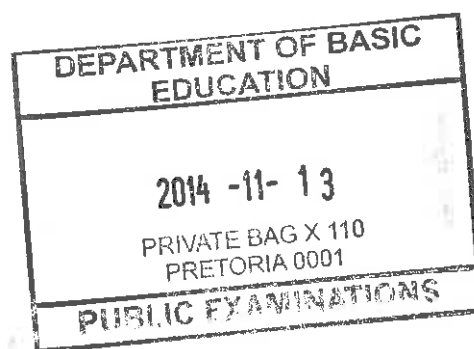 DEPARTMENT OF BASIC
EDUCATION
2014 -11- 13
PRIVATE BAG X 110
PRETORIA 0001
PUBLIC EXAMINATIONS